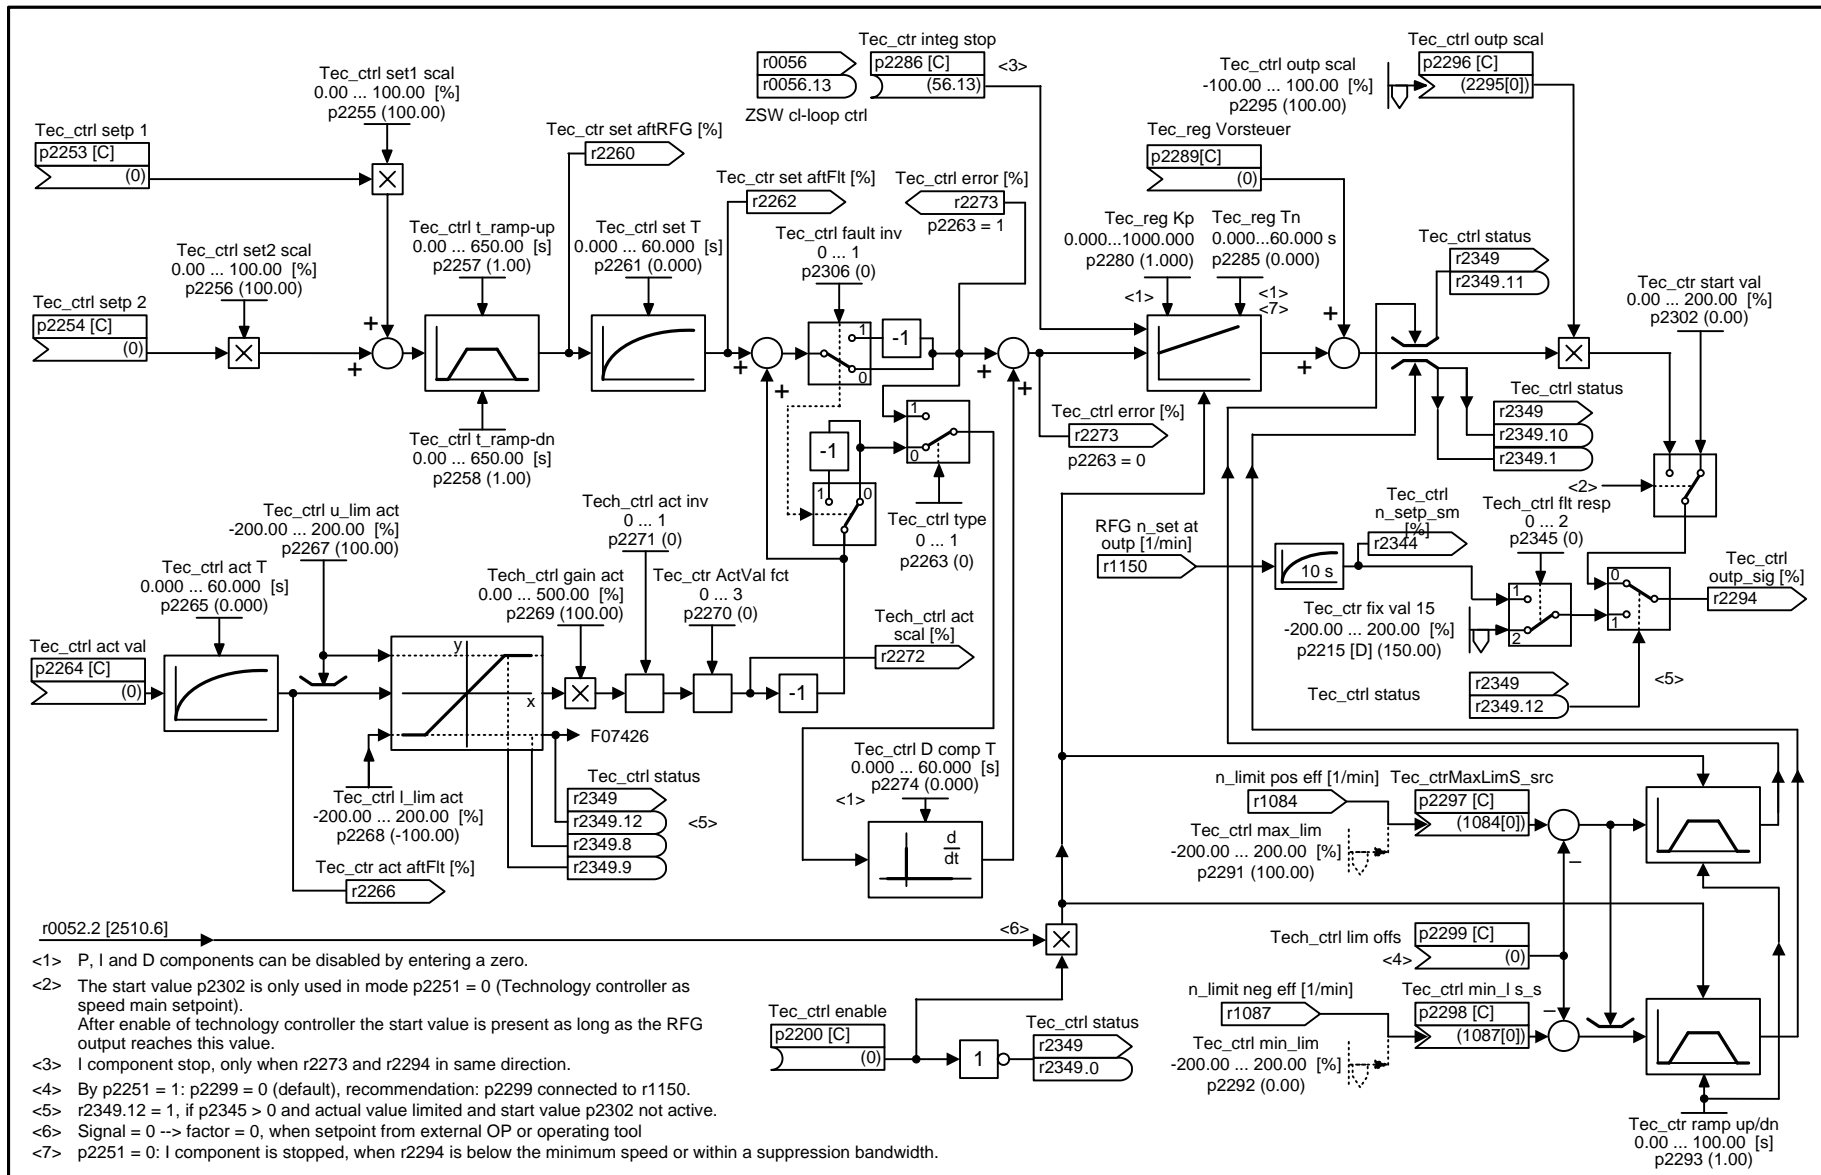 Tec_ctrl set1 scal
0.00 ... 100.00 [%]
p2255 (100.00)
Tec_ctrl setp 1
p2253 [C]
(0)
Tec_ctr set aftRFG [%]
r2260
r0056
r0056.13
ZSW cl-loop ctrl
Tec_ctr integ stop
p2286 [C]
(56.13)
<3>
Tec_ctrl outp scal
-100.00 ... 100.00 [%]
p2295 (100.00)
Tec_ctrl outp scal
p2296 [C]
(2295[0])
Tec_reg Vorsteuer
p2289[C]
(0)
Tec_ctr set aftFlt [%]
r2262
Tec_ctrl error [%]
r2273
p2263 = 1
Tec_ctrl set2 scal
0.00 ... 100.00 [%]
p2256 (100.00)
Tec_ctrl setp 2
p2254 [C]
(0)
Tec_ctrl t_ramp-up
0.00 ... 650.00 [s]
p2257 (1.00)
Tec_ctrl set T
0.000 ... 60.000 [s]
p2261 (0.000)
Tec_ctrl fault inv
0 ... 1
p2306 (0)
Tec_reg Kp
0.000...1000.000
p2280 (1.000)
<1>
Tec_reg Tn
0.000...60.000 s
p2285 (0.000)
<1>
<7>
Tec_ctrl status
r2349
r2349.11
Tec_ctr start val
0.00 ... 200.00 [%]
p2302 (0.00)
+
+
+
+
+
+
+
+
1
0
-1
Tec_ctrl t_ramp-dn
0.00 ... 650.00 [s]
p2258 (1.00)
-1
1
0
1
0
Tec_ctrl type
0 ... 1
p2263 (0)
Tec_ctrl error [%]
r2273
p2263 = 0
Tec_ctrl status
r2349
r2349.10
r2349.1
<2>
Tec_ctrl u_lim act
-200.00 ... 200.00 [%]
p2267 (100.00)
Tec_ctrl act T
0.000 ... 60.00 [s]
p2265 (0.000)
Tec_ctrl act val
p2264 [C]
(0)
y
x
Tech_ctrl gain act
0.00 ... 500.00 [%]
p2269 (100.00)
Tech_ctrl act inv
0 ... 1
p2271 (0)
Tec_ctr ActVal fct
0 ... 3
p2270 (0)
Tech_ctrl act
scal [%]
r2272
-1
RFG n_set at
outp [1/min]
r1150
10 s
Tec_ctrl
n_setp_sm
[%]
r2344
Tech_ctrl flt resp
0 ... 2
p2345 (0)
Tec_ctr fix val 15
-200.00 ... 200.00 [%]
p2215 [D] (150.00)
1
2
0
1
Tec_ctrl
outp_sig [%]
r2294
Tec_ctrl status
r2349
r2349.12
<5>
F07426
Tec_ctrl status
r2349
r2349.12
r2349.8
r2349.9
<5>
Tec_ctrl l_lim act
-200.00 ... 200 [%]
p2268 (-100.00)
Tec_ctr act aftFlt [%]
r2266
Tec_ctrl D comp T
0.000 ... 60.000 [s]
p2274 (0.000)
<1>
d
dt
n_limit pos eff [1/min]
r1084
Tec_ctrMaxLimS_src
p2297 [C]
(1084[0])
Tec_ctrl max_lim
-200.00 ... 200.00 [%]
p2291 (100.00)
–
Tech_ctrl lim offs
<4>
p2299 [C]
(0)
n_limit neg eff [1/min]
r1087
Tec_ctrl min_l s_s
p2298 [C]
(1087[0])
–
Tec_ctrl min_lim
-200.00 ... 200.00 [%]
p2292 (0.00)
Tec_ctr ramp up/dn
0.00 ... 100.00 [s]
p2293 (1.00)
r0052.2 [2510.6]
<6>
Tec_ctrl enable
p2200 [C]
(0)
1
Tec_ctrl status
r2349
r2349.0
<1> P, I and D components can be disabled by entering a zero.
<2> The start value p2302 is only used in mode p2251 = 0 (Technology controller as
speed main setpoint).
After enable of technology controller the start value is present as long as the RFG
output reaches this value.
<3> I component stop, only when r2273 and r2294 in same direction.
<4> By p2251 = 1: p2299 = 0 (default), recommendation: p2299 connected to r1150.
<5> r2349.12 = 1, if p2345 > 0 and actual value limited and start value p2302 not active.
<6> Signal = 0 --> factor = 0, when setpoint from external OP or operating tool
<7> p2251 = 0: I component is stopped, when r2294 is below the minimum speed or within a suppression bandwidth.